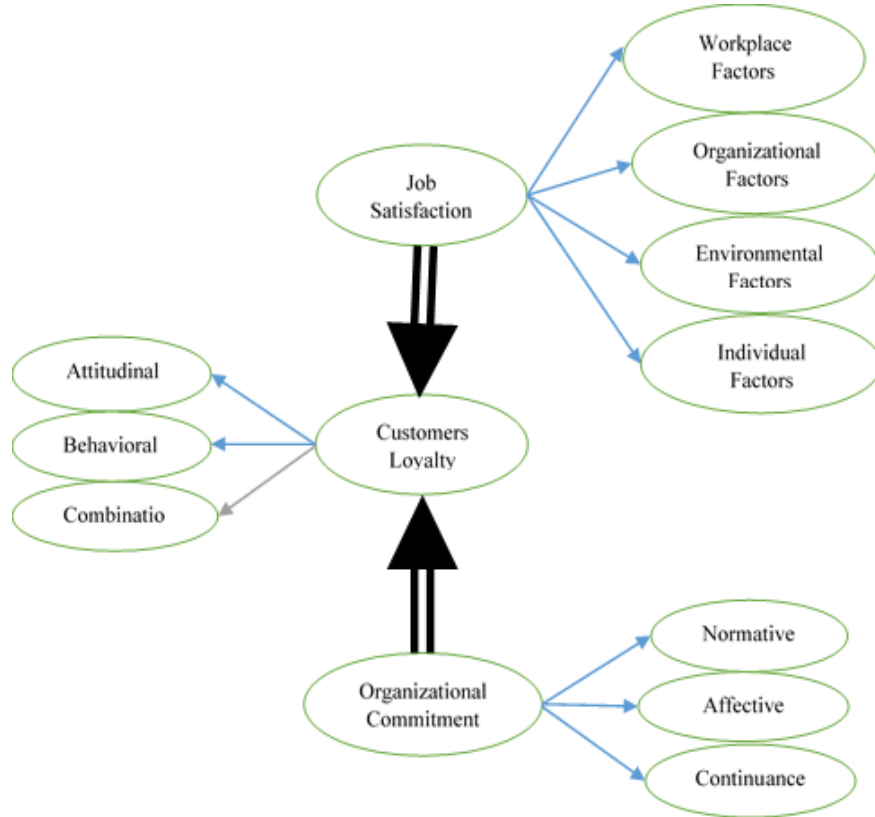 Workplace
Factors
Organizational
Factors
Job
Satisfaction
Environmental
Factors
Individual
Factors
Attitudinal
Behavioral
Combinatio
Customers
Loyalty
Normative
Organizational
Commitment
Affective
Continuance